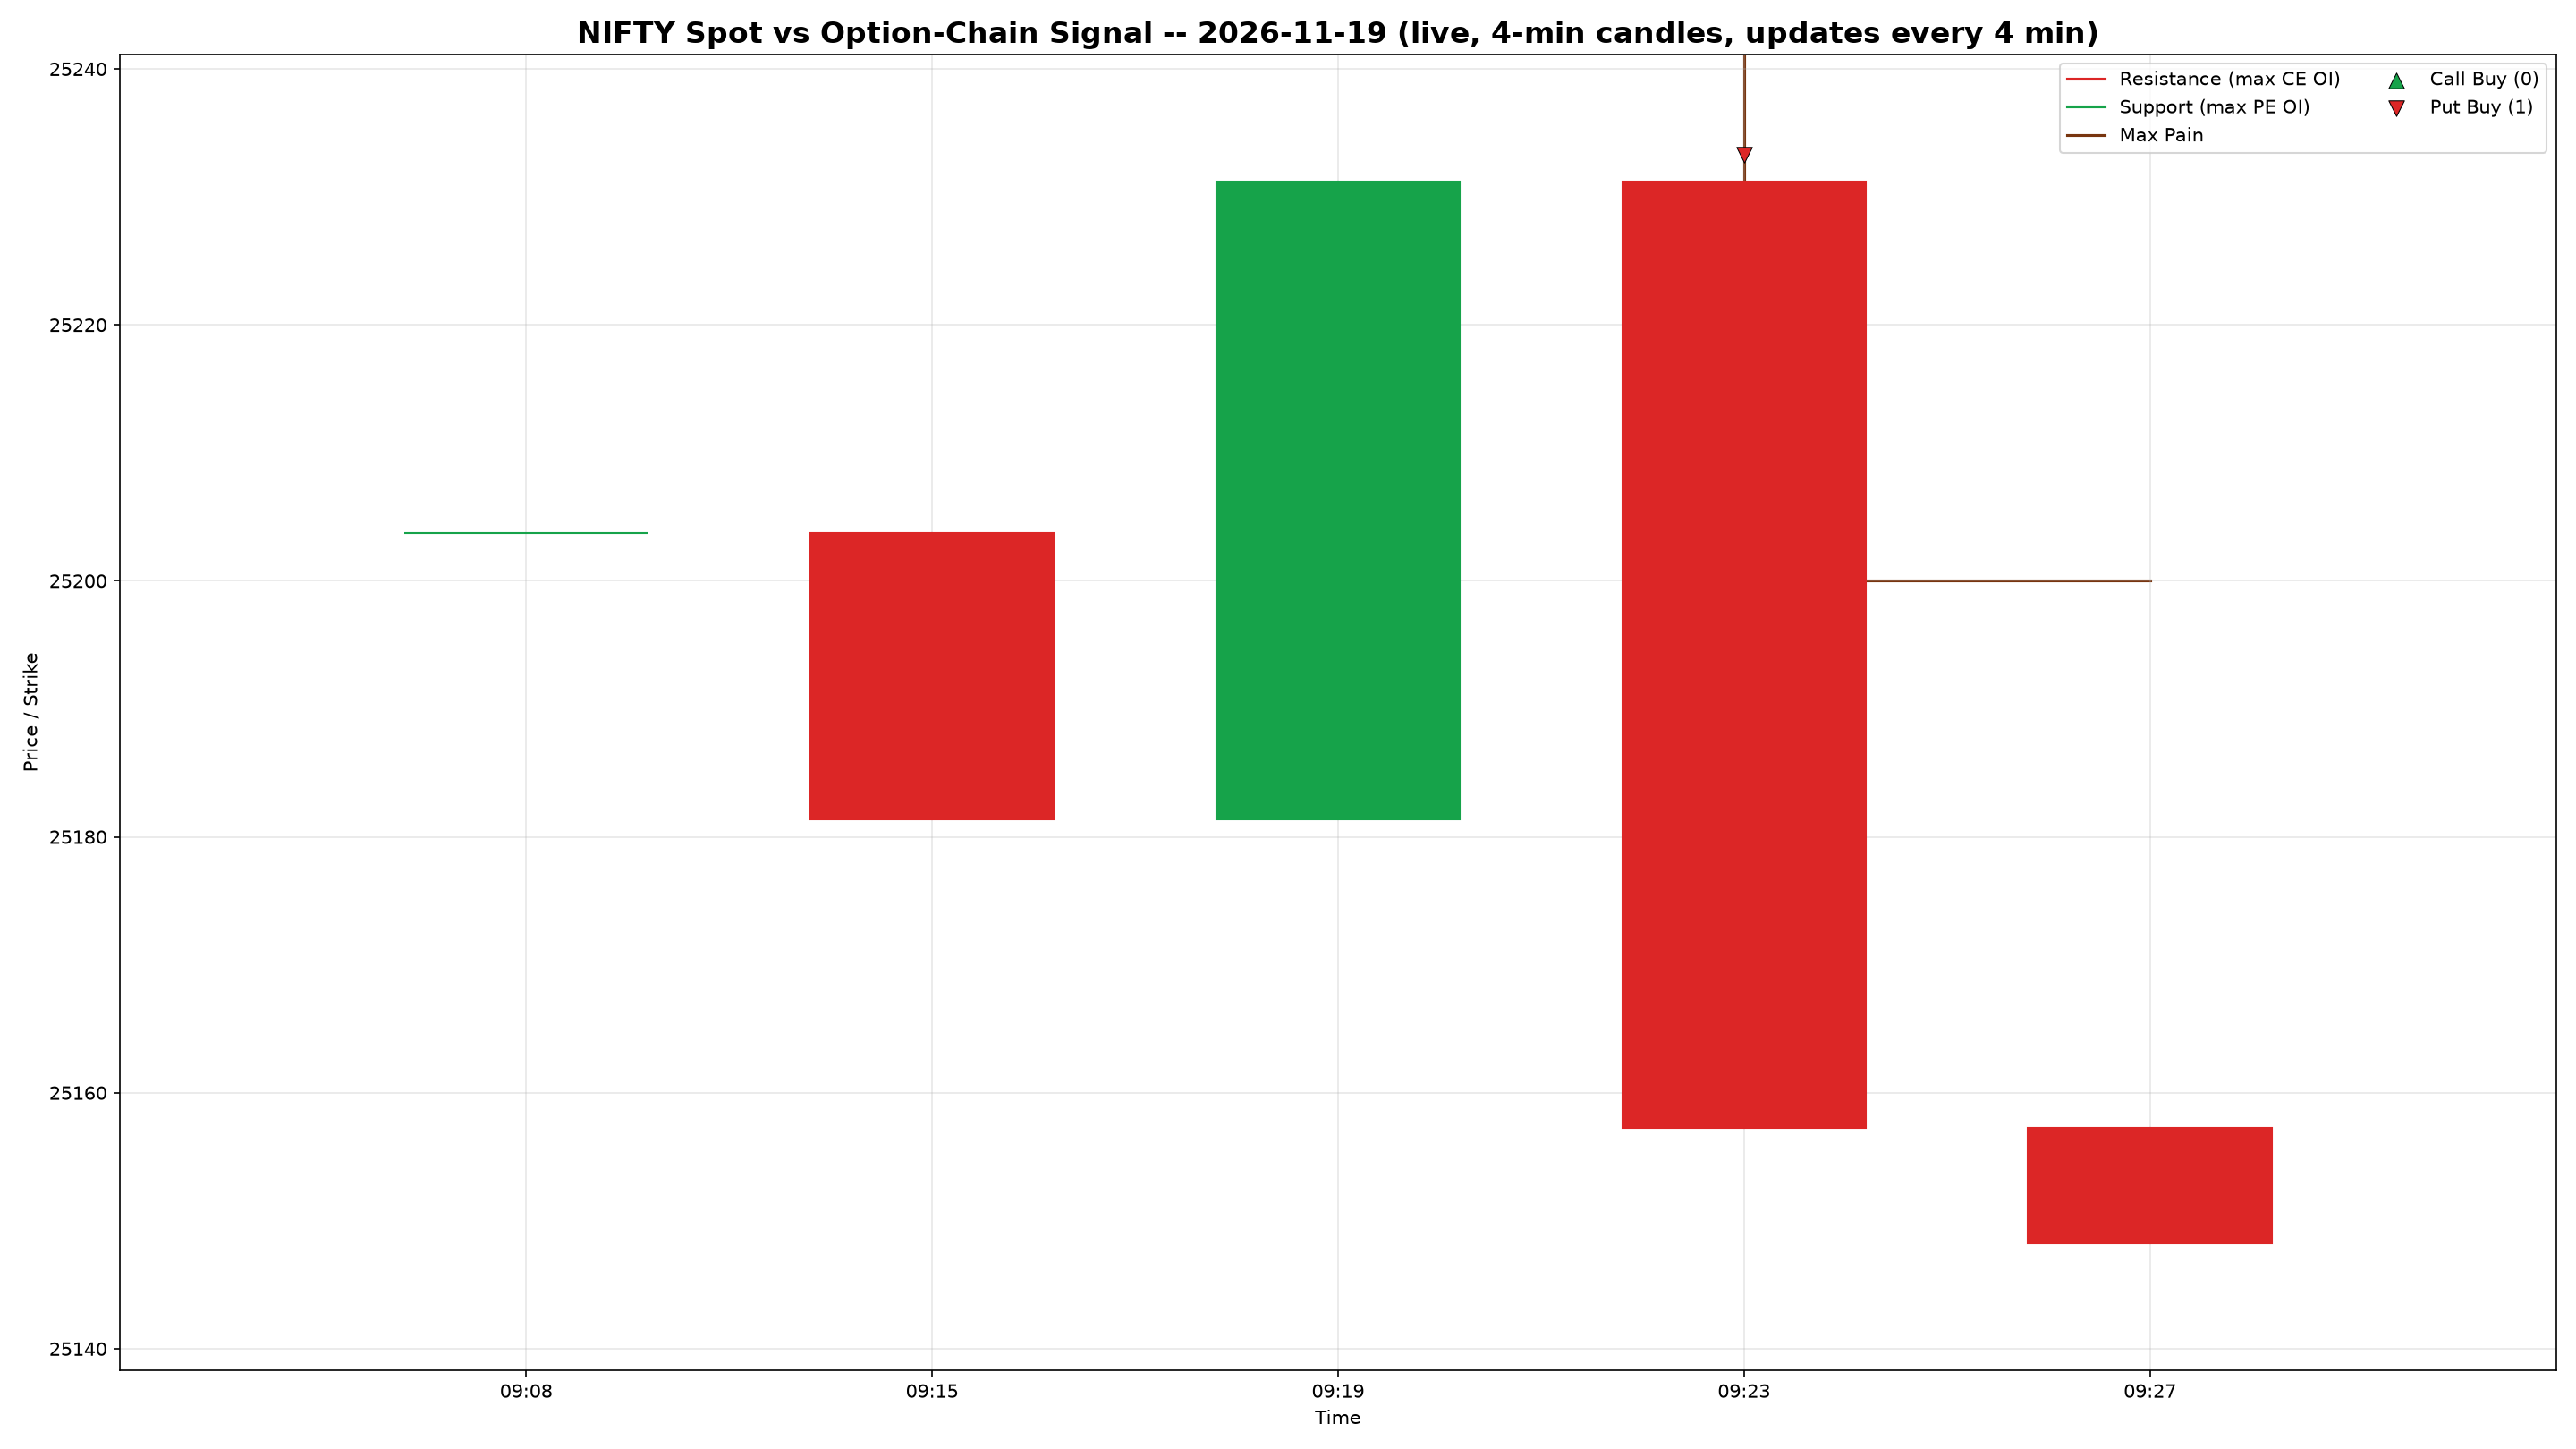 NIFTY Spot vs Option-Chain Signal -- 2026-11-19 (live, 4-min candles, updates every 4 min)
Resistance (max CE OI)
Support (max PE OI)
Max Pain
Call Buy (0)
Put Buy (1)
Price / Strike
25240
25220
25200
25180
25160
25140
09:08
09:15
09:19
09:23
09:27
Time